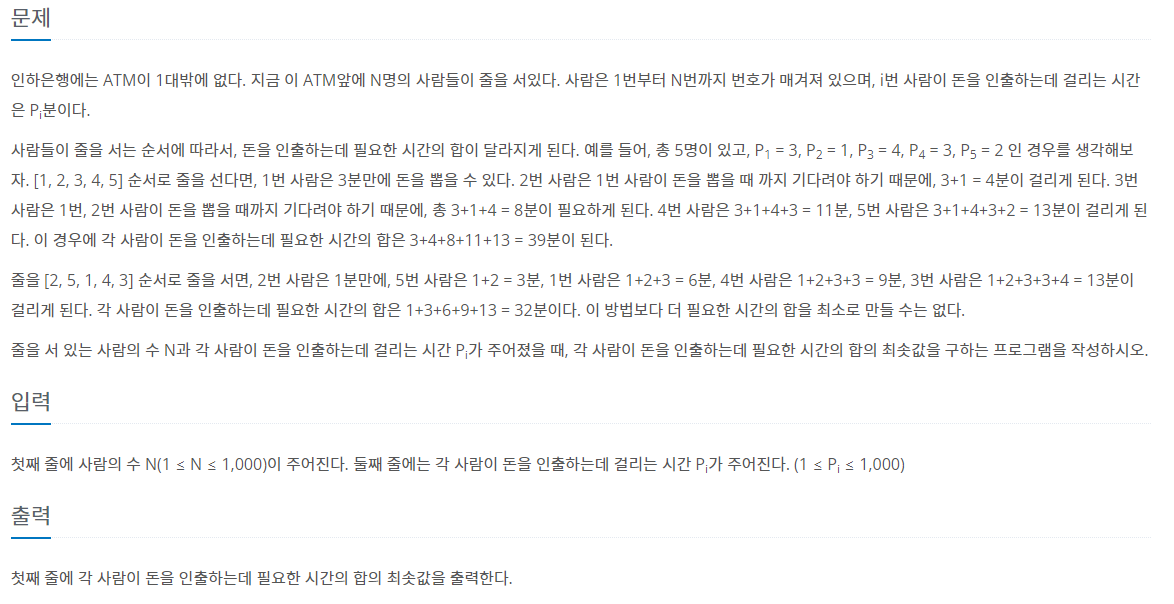 문제
인하은행에는 ATM이 1대밖에 없다. 지금 이 ATM앞에 N명의 사람들이 줄을 서있다. 사람은 1번부터 N번까지 번호가 매겨져 있으며, i번 사람이 돈을 인출하는데 걸리는 시간
은 Pi분이다.
사람들이 줄을 서는 순서에 따라서, 돈을 인출하는데 필요한 시간의 합이 달라지게 된다. 예를 들어, 총 5명이 있고, P1 = 3, P2 = 1, P3 = 4, P4 = 3, P5 = 2 인 경우를 생각해보
자. [1, 2, 3, 4, 5] 순서로 줄을 선다면, 1번 사람은 3분만에 돈을 뽑을 수 있다. 2번 사람은 1번 사람이 돈을 뽑을 때 까지 기다려야 하기 때문에, 3+1 = 4분이 걸리게 된다. 3번
사람은 1번, 2번 사람이 돈을 뽑을 때까지 기다려야 하기 때문에, 총 3+1+4 = 8분이 필요하게 된다. 4번 사람은 3+1+4+3 = 11분, 5번 사람은 3+1+4+3+2 = 13분이 걸리게 된
다. 이 경우에 각 사람이 돈을 인출하는데 필요한 시간의 합은 3+4+8+11+13 = 39분이 된다.
줄을 [2, 5, 1, 4, 3] 순서로 줄을 서면, 2번 사람은 1분만에, 5번 사람은 1+2 = 3분, 1번 사람은 1+2+3 = 6분, 4번 사람은 1+2+3+3 = 9분, 3번 사람은 1+2+3+3+4 = 13분이
걸리게 된다. 각 사람이 돈을 인출하는데 필요한 시간의 합은 1+3+6+9+13 = 32분이다. 이 방법보다 더 필요한 시간의 합을 최소로 만들 수는 없다.
줄을 서 있는 사람의 수 N과 각 사람이 돈을 인출하는데 걸리는 시간 Pi가 주어졌을 때, 각 사람이 돈을 인출하는데 필요한 시간의 합의 최솟값을 구하는 프로그램을 작성하시오.
입력
첫째 줄에 사람의 수 N(1 ≤ N ≤ 1,000)이 주어진다. 둘째 줄에는 각 사람이 돈을 인출하는데 걸리는 시간 Pi가 주어진다. (1 ≤ Pi ≤ 1,000)
출력
첫째 줄에 각 사람이 돈을 인출하는데 필요한 시간의 합의 최솟값을 출력한다.